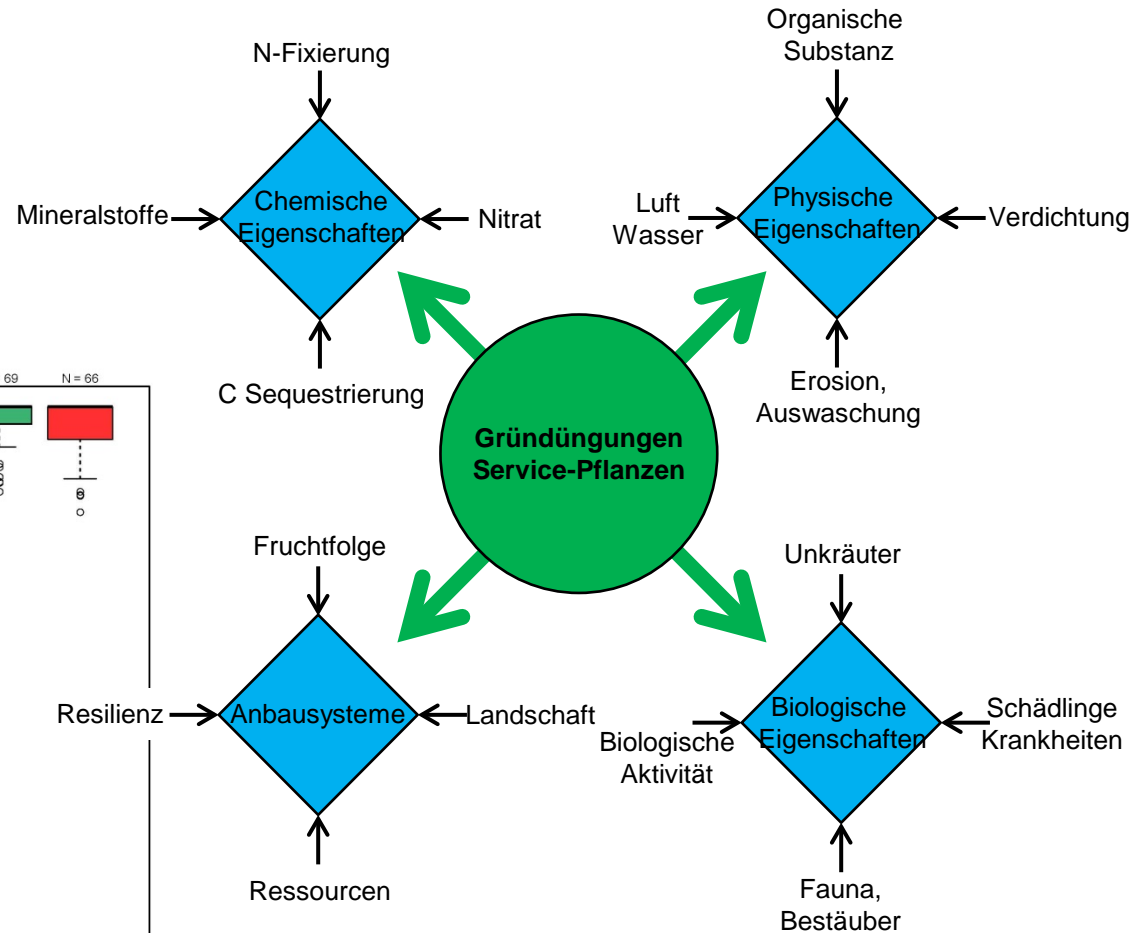 Organische
Substanz
N-Fixierung
Chemische
Eigenschaften
Mineralstoffe
Nitrat
C Sequestrierung
Luft
Wasser
Physische
Eigenschaften
Verdichtung
Erosion,
Auswaschung
69
N = 66
Gründüngungen
Service-Pflanzen
Fruchtfolge
Resilienz
Anbausysteme
Landschaft
Ressourcen
Unkräuter
Biologische
Aktivität
Biologische
Eigenschaften
Schädlinge
Krankheiten
Fauna,
Bestäuber